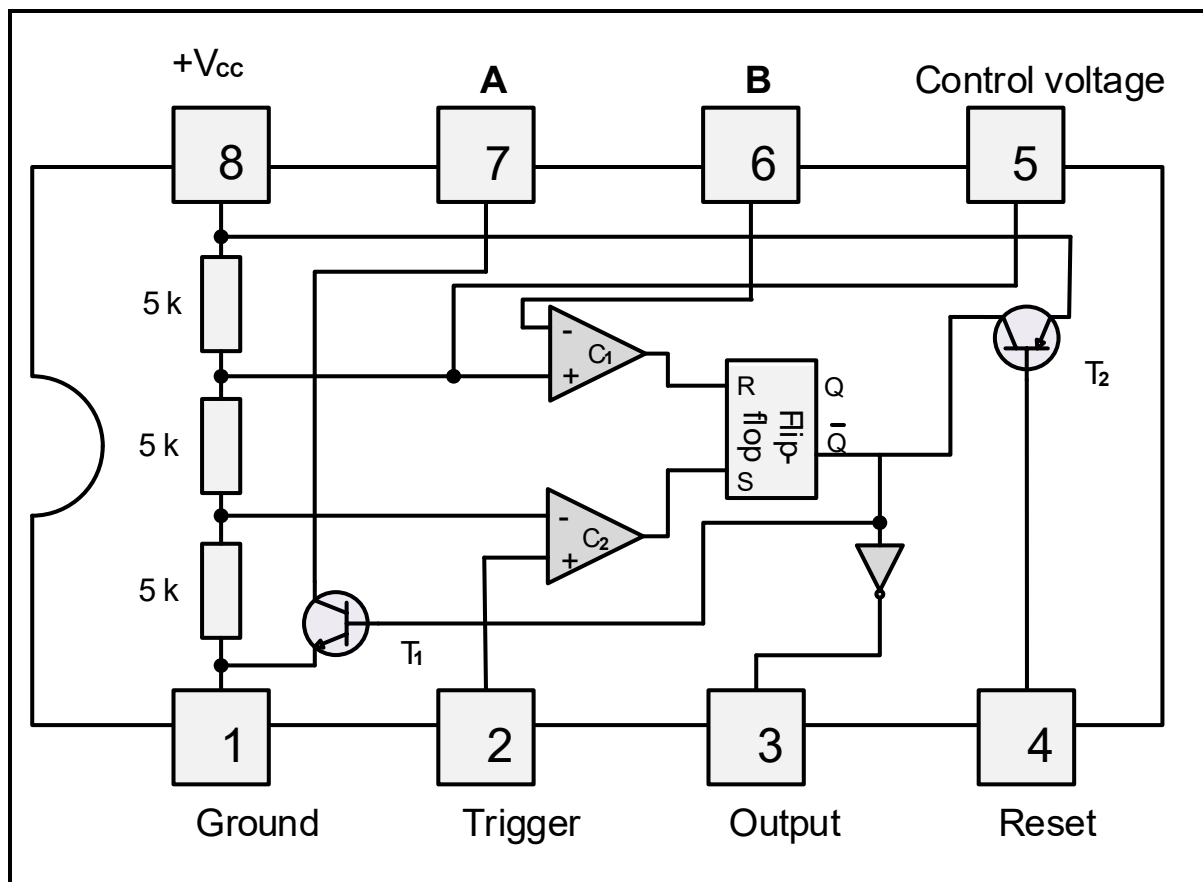 +Vcc
A
B
Control voltage
8
7
6
5
5 k
-
C1
+
T2
R
Q
Flip-
flop
Q̅
S
5 k
-
C2
+
5 k
T1
1
2
3
4
Ground
Trigger
Output
Reset